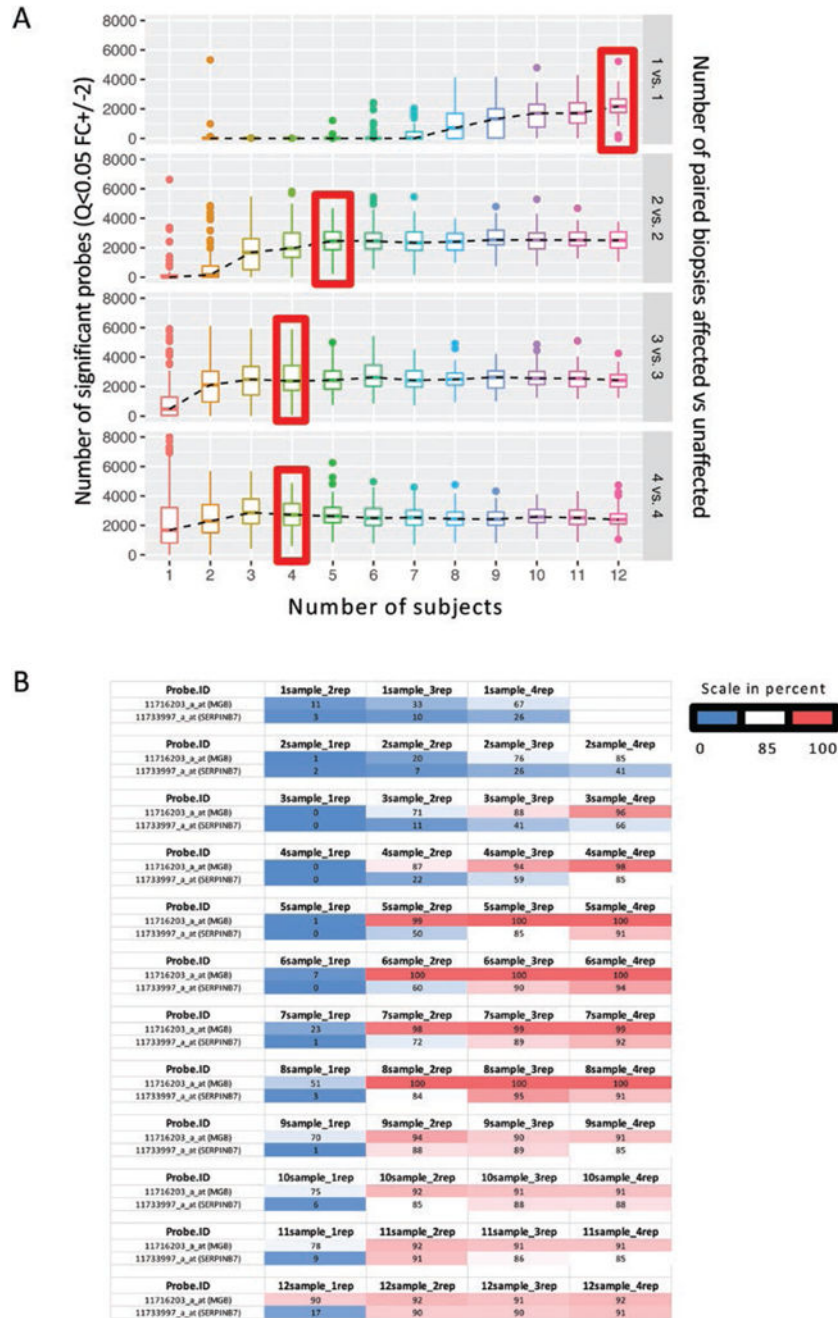 A
Number of significant probes (Q<0.05 FC+/-2)
8000
6000
4000
2000
0
1 vs. 1
8000
6000
4000
2000
0
2 vs. 2
8000
6000
4000
2000
0
3 vs. 3
8000
6000
4000
2000
0
4 vs. 4
Number of paired biopsies affected vs unaffected
1 2 3 4 5 6 7 8 9 10 11 12
Number of subjects
B
Scale in percent
0 85 100
Probe.ID 1sample_2rep 1sample_3rep 1sample_4rep
11716203_a_at (MGB) 11 33 67
11733997_a_at (SERPINB7) 3 10 26
Probe.ID 2sample_1rep 2sample_2rep 2sample_3rep 2sample_4rep
11716203_a_at (MGB) 1 20 76 85
11733997_a_at (SERPINB7) 2 7 26 41
Probe.ID 3sample_1rep 3sample_2rep 3sample_3rep 3sample_4rep
11716203_a_at (MGB) 0 71 88 96
11733997_a_at (SERPINB7) 0 11 41 66
Probe.ID 4sample_1rep 4sample_2rep 4sample_3rep 4sample_4rep
11716203_a_at (MGB) 0 87 94 98
11733997_a_at (SERPINB7) 0 22 59 85
Probe.ID 5sample_1rep 5sample_2rep 5sample_3rep 5sample_4rep
11716203_a_at (MGB) 1 99 100 100
11733997_a_at (SERPINB7) 0 50 85 91
Probe.ID 6sample_1rep 6sample_2rep 6sample_3rep 6sample_4rep
11716203_a_at (MGB) 7 100 100 100
11733997_a_at (SERPINB7) 0 60 90 94
Probe.ID 7sample_1rep 7sample_2rep 7sample_3rep 7sample_4rep
11716203_a_at (MGB) 23 98 99 99
11733997_a_at (SERPINB7) 1 72 89 92
Probe.ID 8sample_1rep 8sample_2rep 8sample_3rep 8sample_4rep
11716203_a_at (MGB) 51 100 100 100
11733997_a_at (SERPINB7) 3 84 95 91
Probe.ID 9sample_1rep 9sample_2rep 9sample_3rep 9sample_4rep
11716203_a_at (MGB) 70 94 90 91
11733997_a_at (SERPINB7) 1 88 89 85
Probe.ID 10sample_1rep 10sample_2rep 10sample_3rep 10sample_4rep
11716203_a_at (MGB) 75 92 91 91
11733997_a_at (SERPINB7) 6 85 88 88
Probe.ID 11sample_1rep 11sample_2rep 11sample_3rep 11sample_4rep
11716203_a_at (MGB) 78 92 91 91
11733997_a_at (SERPINB7) 9 91 86 85
Probe.ID 12sample_1rep 12sample_2rep 12sample_3rep 12sample_4rep
11716203_a_at (MGB) 90 92 91 92
11733997_a_at (SERPINB7) 17 90 90 91